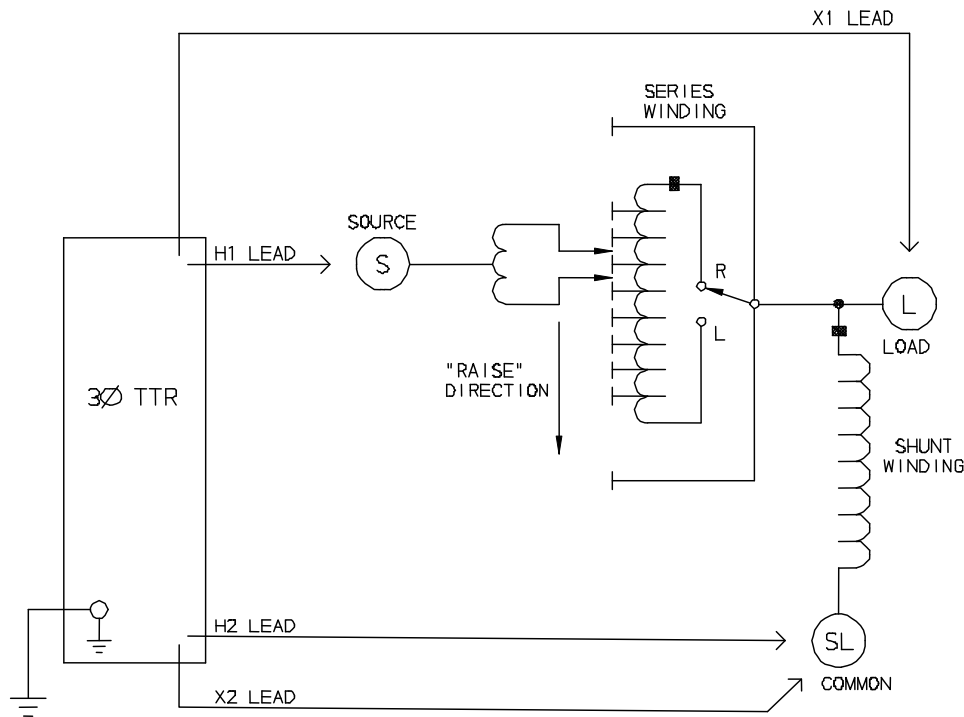 X1 LEAD
SERIES
WINDING
SOURCE
H1 LEAD
S
R
L
L
LOAD
"RAISE"
DIRECTION
3Ø TTR
SHUNT
WINDING
H2 LEAD
SL
COMMON
X2 LEAD